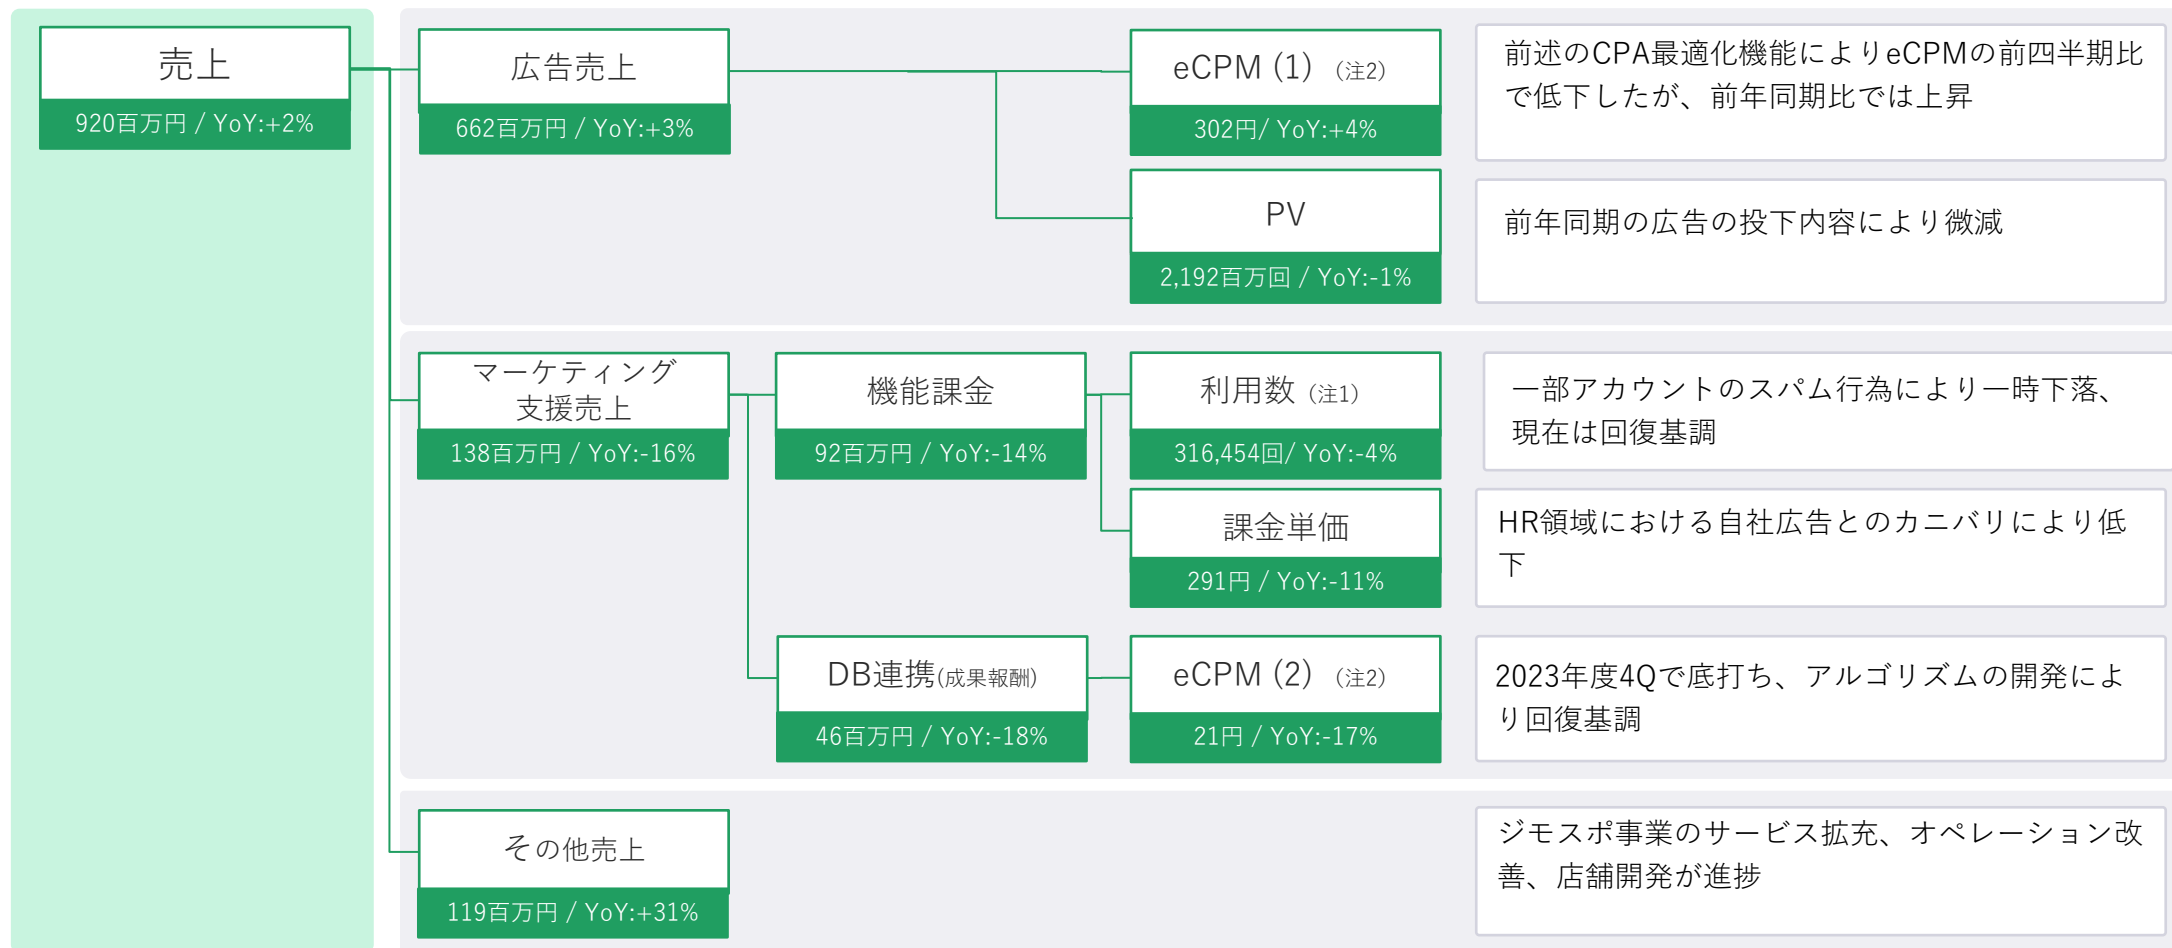 売上
920百万円 / YoY:+2%
広告売上
662百万円 / YoY:+3%
eCPM (1) （注2）
302円/ YoY:+4%
前述のCPA最適化機能によりeCPMの前四半期比
で低下したが、前年同期比では上昇
PV
2,192百万回 / YoY:-1%
前年同期の広告の投下内容により微減
マーケティング
支援売上
138百万円 / YoY:-16%
機能課金
92百万円 / YoY:-14%
利用数（注1）
316,454回/ YoY:-4%
一部アカウントのスパム行為により一時下落、
現在は回復基調
課金単価
291円 / YoY:-11%
HR領域における自社広告とのカニバリにより低
下
DB連携(成果報酬)
46百万円 / YoY:-18%
eCPM (2) （注2）
21円 / YoY:-17%
2023年度4Qで底打ち、アルゴリズムの開発によ
り回復基調
その他売上
119百万円 / YoY:+31%
ジモスポ事業のサービス拡充、オペレーション改
善、店舗開発が進捗